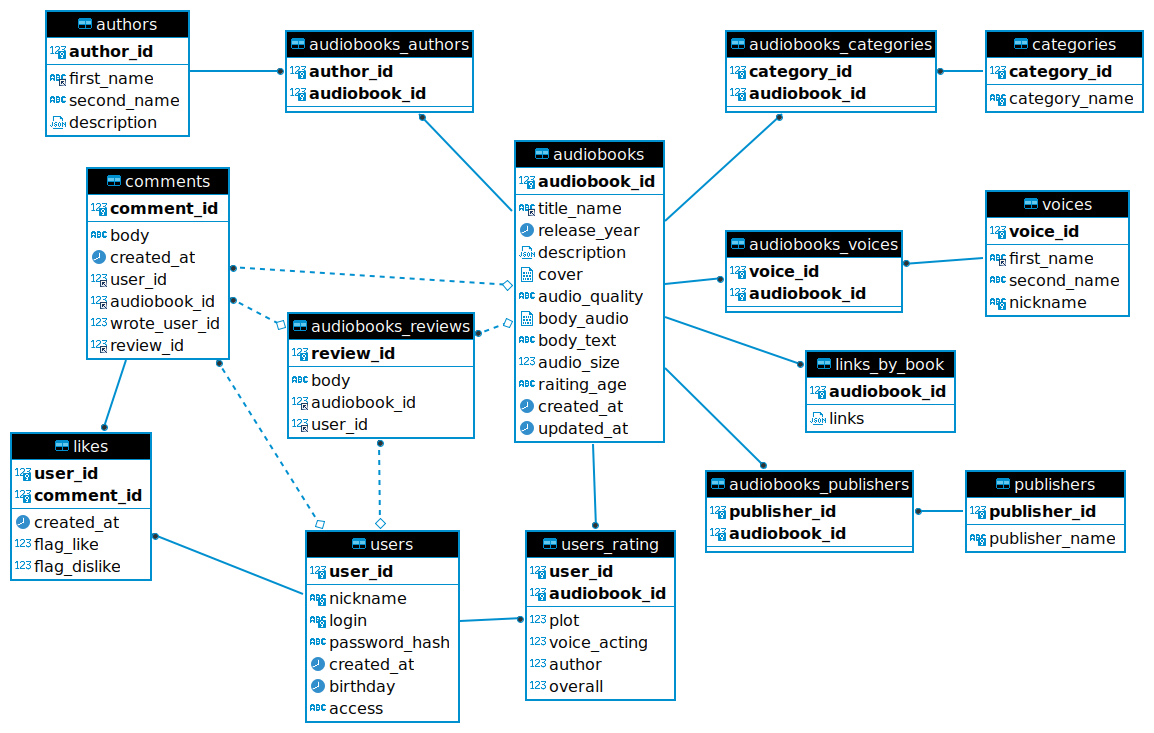 authors
author_id
first_name
second_name
description
audiobooks_authors
author_id
audiobook_id
audiobooks_categories
category_id
audiobook_id
categories
category_id
category_name
audiobooks
audiobook_id
title_name
release_year
description
cover
audio_quality
body_audio
body_text
audio_size
raiting_age
created_at
updated_at
comments
comment_id
body
created_at
user_id
audiobook_id
wrote_user_id
review_id
voices
voice_id
first_name
second_name
nickname
audiobooks_voices
voice_id
audiobook_id
audiobooks_reviews
review_id
body
audiobook_id
user_id
links_by_book
audiobook_id
links
likes
user_id
comment_id
created_at
flag_like
flag_dislike
audiobooks_publishers
publisher_id
audiobook_id
publishers
publisher_id
publisher_name
users
user_id
nickname
login
password_hash
created_at
birthday
access
users_rating
user_id
audiobook_id
plot
voice_acting
author
overall